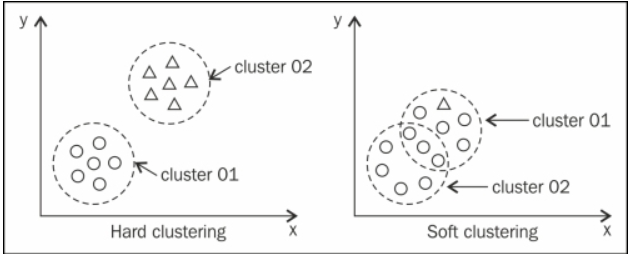 y
cluster 02
cluster 01
Hard clustering
x
y
cluster 01
cluster 02
Soft clustering
x